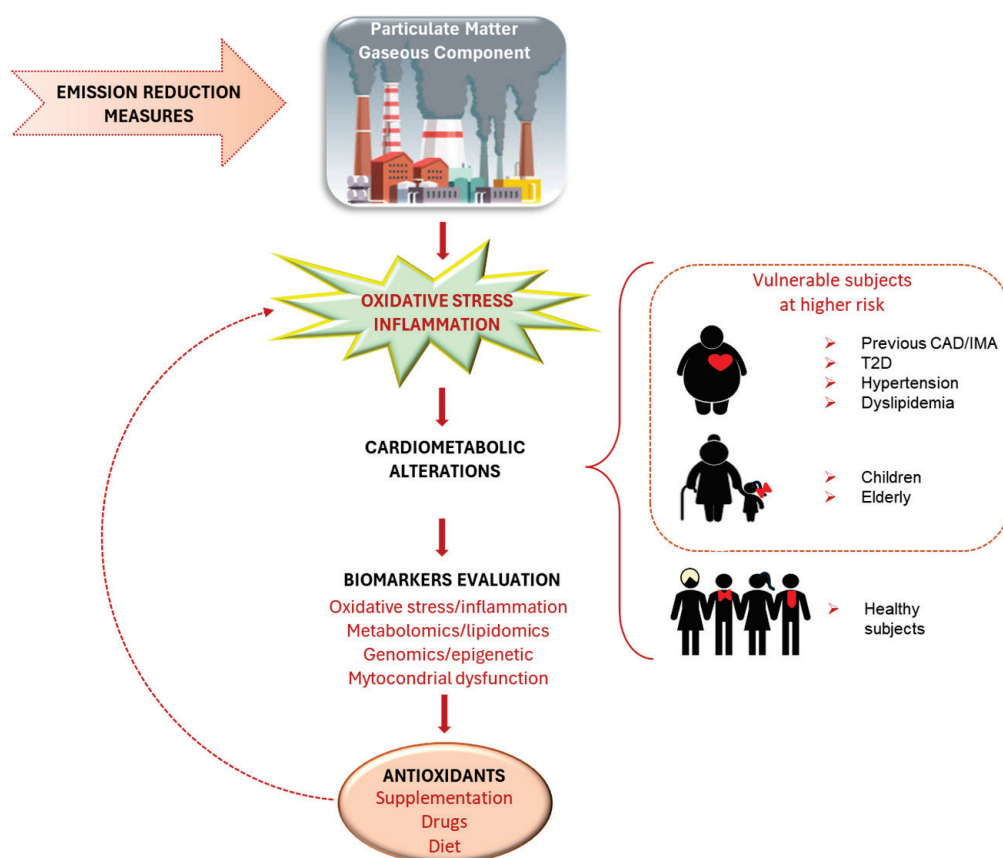 Particulate Matter
Gaseous Component
EMISSION REDUCTION
MEASURES
OXIDATIVE STRESS
INFLAMMATION
CARDIOMETABOLIC
ALTERATIONS
BIOMARKERS EVALUATION
Oxidative stress/inflammation
Metabolomics/lipidomics
Genomics/epigenetic
Mytocondrial dysfunction
ANTIOXIDANTS
Supplementation
Drugs
Diet
Vulnerable subjects
at higher risk
Previous CAD/IMA
T2D
Hypertension
Dyslipidemia
Children
Elderly
Healthy
subjects